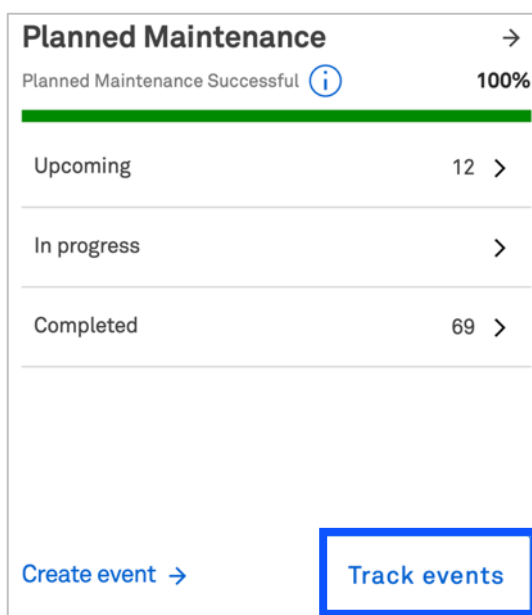 Planned Maintenance
Planned Maintenance Successful 100%
Upcoming 12
In progress
Completed 69
Create event
Track events